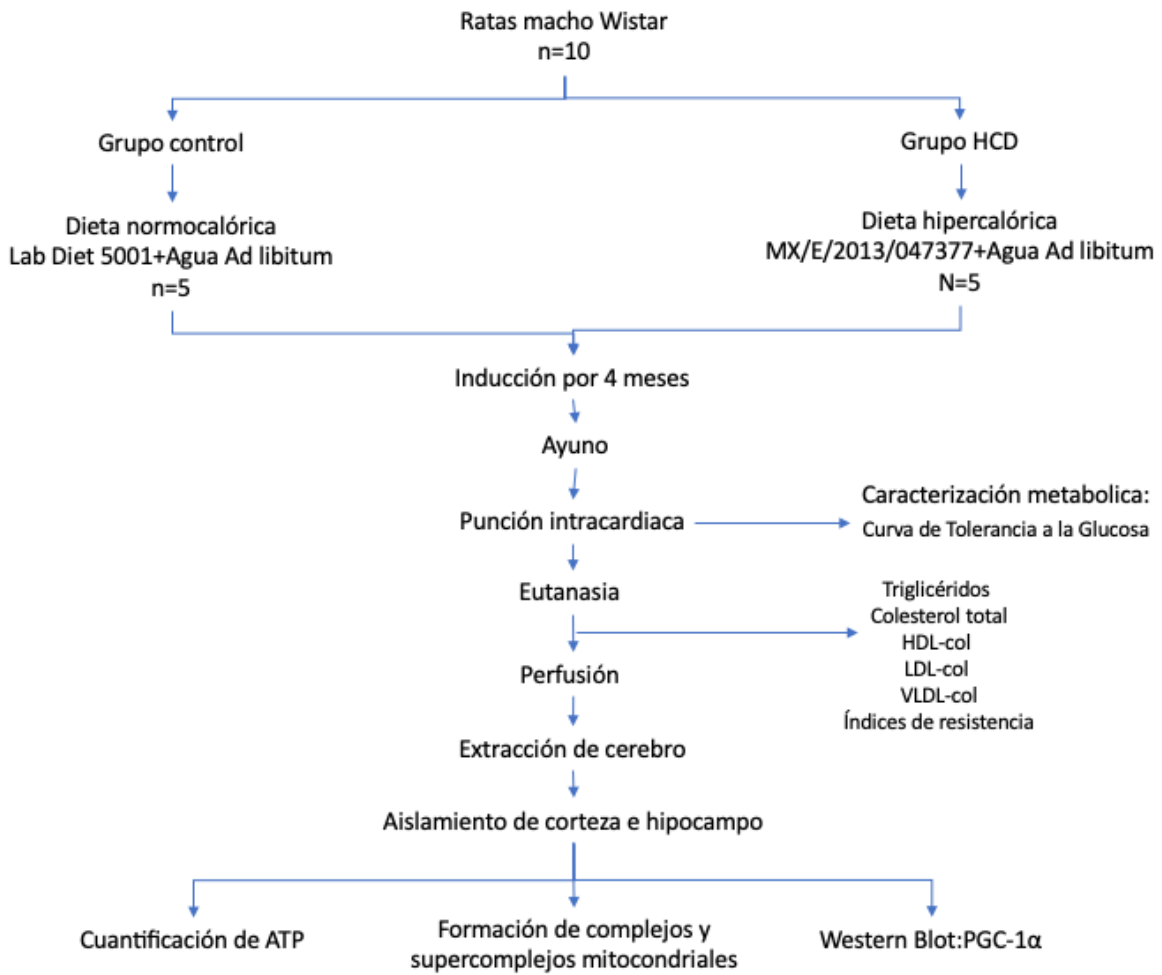 Ratas macho Wistar
n=10
Grupo control
Grupo HCD
Dieta normocalórica
Lab Diet 5001+Agua Ad libitum
n=5
Dieta hipercalórica
MX/E/2013/047377+Agua Ad libitum
N=5
Inducción por 4 meses
Ayuno
Punción intracardiaca
Caracterización metabolica:
Curva de Tolerancia a la Glucosa
Eutanasia
Triglicéridos
Colesterol total
HDL-col
LDL-col
VLDL-col
Índices de resistencia
Perfusión
Extracción de cerebro
Aislamiento de corteza e hipocampo
Cuantificación de ATP
Formación de complejos y
supercomplejos mitocondriales
Western Blot:PGC-1α